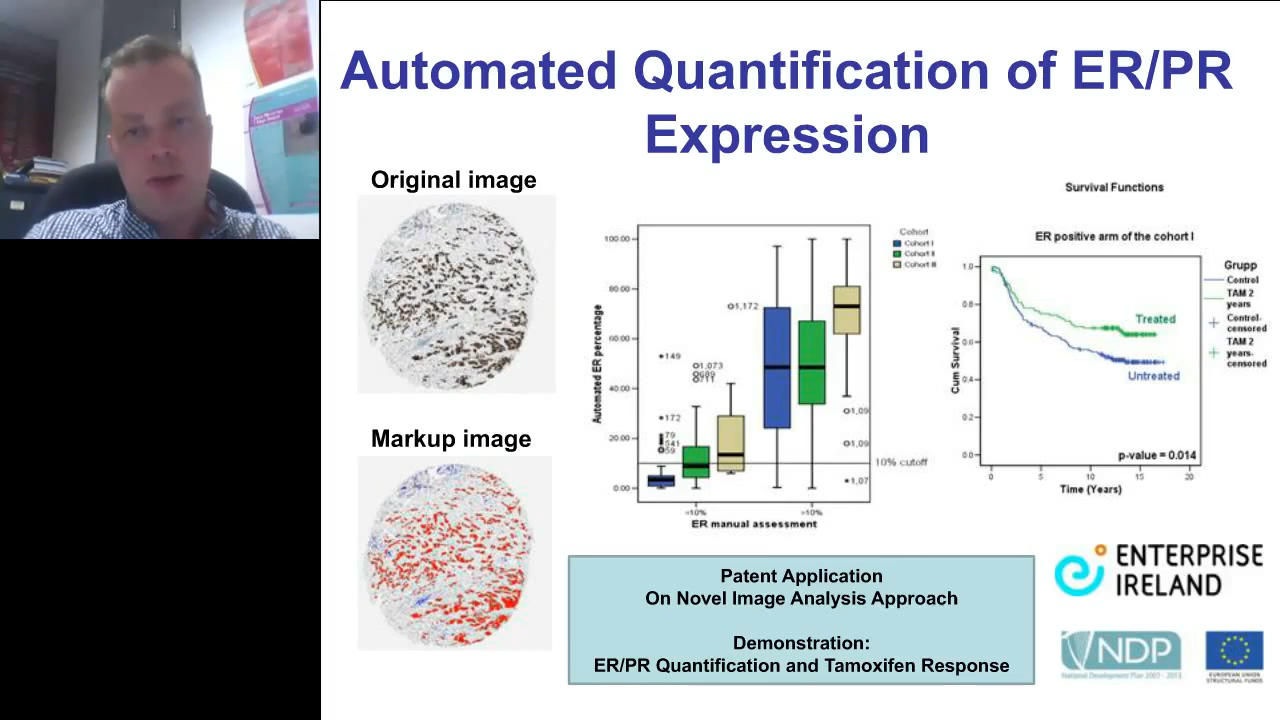 Automated Quantification of ER/PR
Expression
Original image
Markup image
Cohort
Cohort I
Cohort II
Cohort III
100.00
80.00
60.00
40.00
20.00
0.00
Automated ER percentage
149
172
79
541
59
1,073
689
711
1,172
1,09
1,09
1,07
10% cutoff
<10%
>10%
ER manual assessment
Survival Functions
ER positive arm of the cohort I
Grupp
Control
TAM 2
years
Control-
censored
TAM 2
years-
censored
1.0
0.8
0.6
0.4
0.2
0.0
Cum Survival
Treated
Untreated
p-value = 0.014
0 5 10 15 20
Time (Years)
Patent Application
On Novel Image Analysis Approach
Demonstration:
ER/PR Quantification and Tamoxifen Response
ENTERPRISE
IRELAND
NDP
National Development Plan 2007 - 2013
EUROPEAN UNION
STRUCTURAL FUNDS